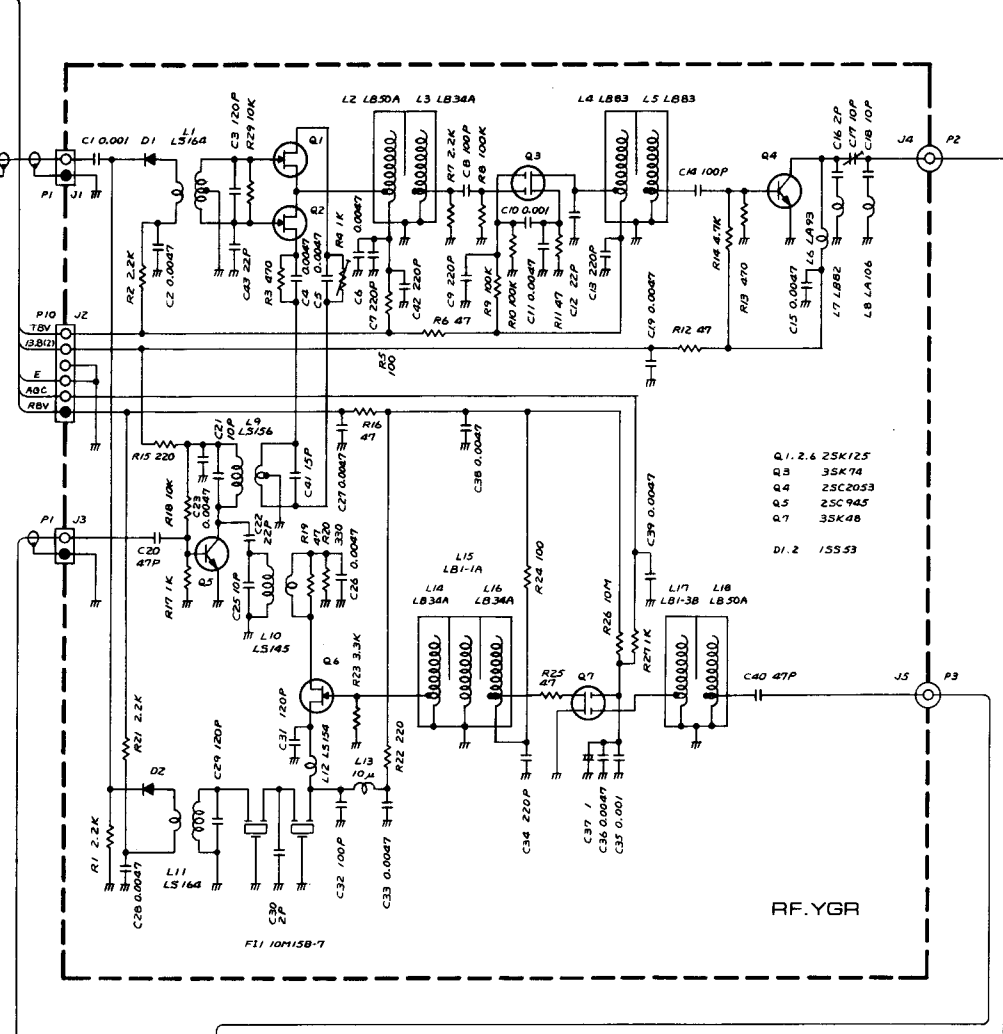 C1 0.001
D1
L1
LS164
C3 120P
R29 10K
Q1
L2 LB50A
L3 LB34A
R7 2.2K
C8 100P
R8 100K
Q3
L4 LB83
L5 LB83
C14 100P
Q4
C16 2P
C17 10P
C18 10P
J4
P2
P1
J1
Q2
R2 2.2K
C2 0.0047
C43 22P
R3 470
C4 0.0047
C5 0.0047
R4 1K
C6 0.0047
C7 220P
C42 220P
C9 220P
R9 100K
C10 0.001
R10 100K
C11 0.0047
R11 47
C12 22P
C13 220P
C19 0.0047
R14 4.7K
R13 470
C15 0.0047
L6 LA93
L7 LB82
L8 LA106
P10
J2
TBV
13.8(2)
E
AGC
RBV
R6 47
R5
100
R12 47
R15 220
C21
10P
L9
LS156
C41 15P
C27 0.0047
R16
47
C38 0.0047
C39 0.0047
Q1.2.6 2SK125
Q3 3SK74
Q4 2SC2053
Q5 2SC945
Q7 3SK48
D1.2 1SS53
P1
J3
R18 10K
C23
0.0047
C20
47P
R17 1K
Q5
C22
22P
C25 10P
L10
LS145
R19
47
R20
330
C26 0.0047
L15
LB1-1A
L14
LB34A
L16
LB34A
R24 100
R26 10M
R27 1K
L17
LB1-3B
L18
LB50A
Q6
R23 3.3K
R25
47
Q7
C40 47P
J5
P3
R21 2.2K
C29 120P
C31 120P
L12 LS154
L13
10μ
R22 220
D2
R1 2.2K
C28 0.0047
L11
LS164
C30
2P
C32 100P
C33 0.0047
C34 220P
C37 1
C36 0.0047
C35 0.001
FI1 10M15B-7
RF.YGR